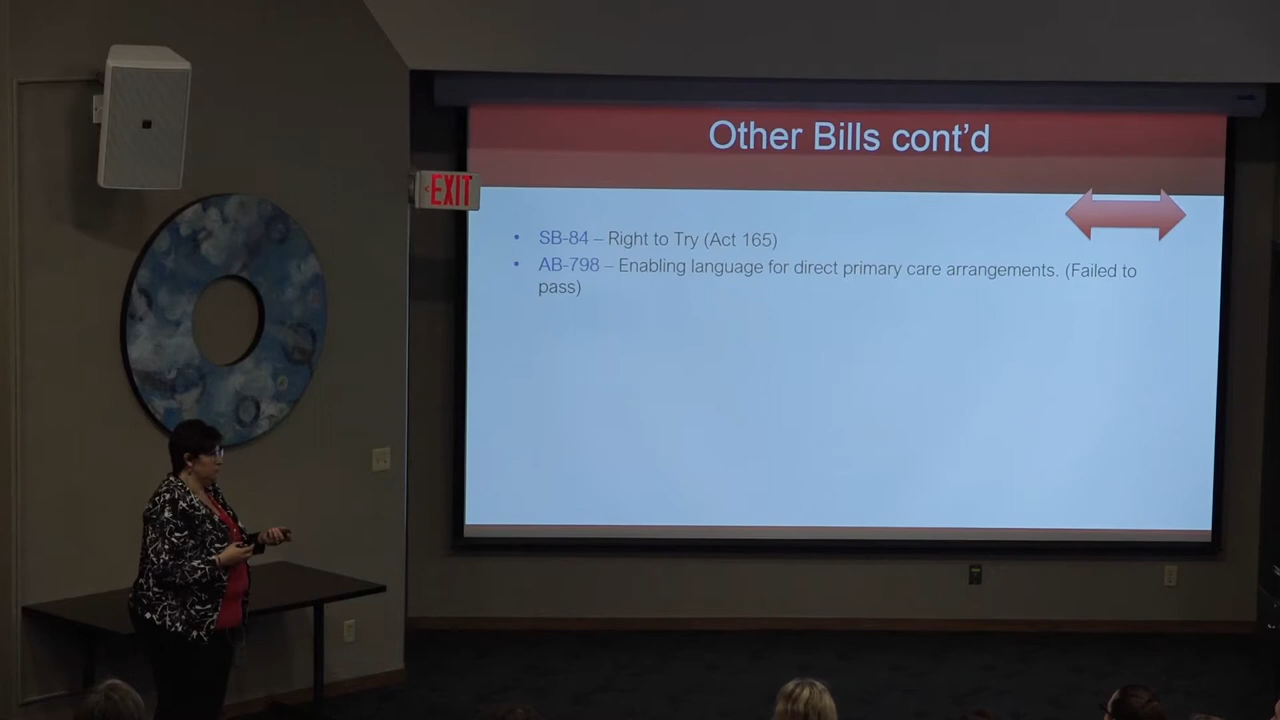 Other Bills cont’d
<EXIT
• SB-84 – Right to Try (Act 165)
• AB-798 – Enabling language for direct primary care arrangements. (Failed to
pass)